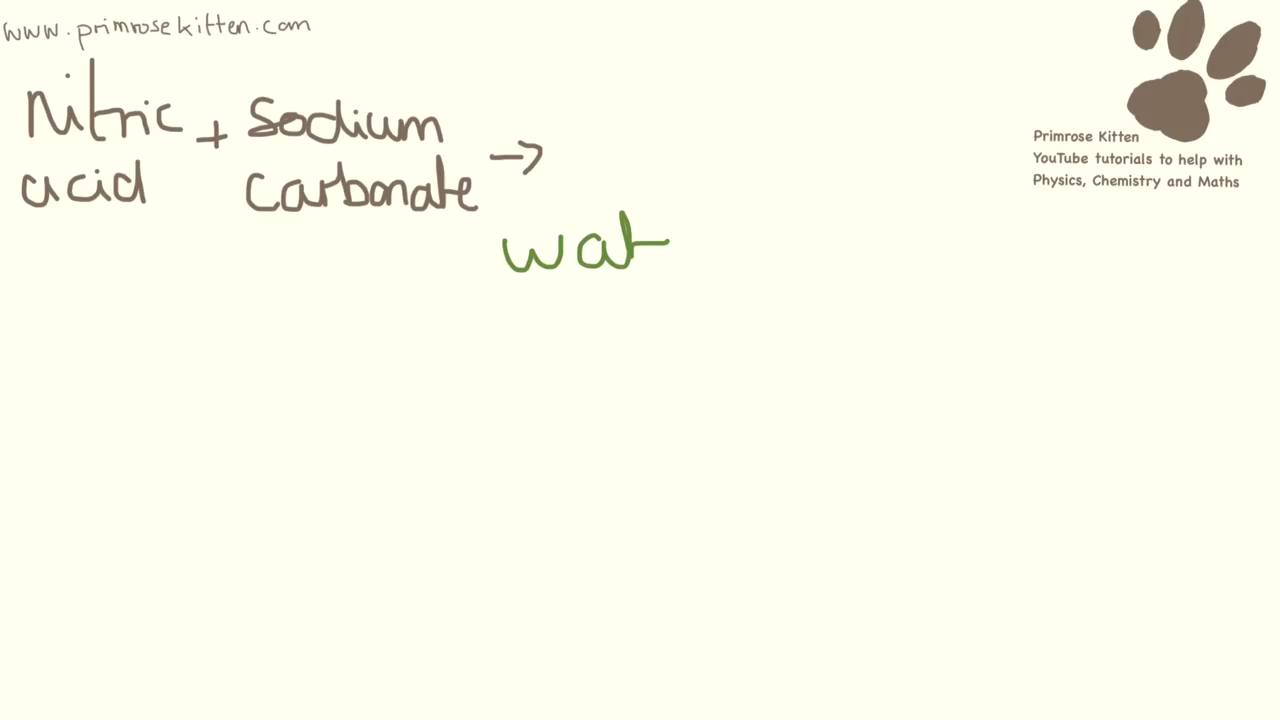 www.primrosekitten.com
Nitric + Sodium
acid carbonate →
wat
Primrose Kitten
YouTube tutorials to help with
Physics, Chemistry and Maths